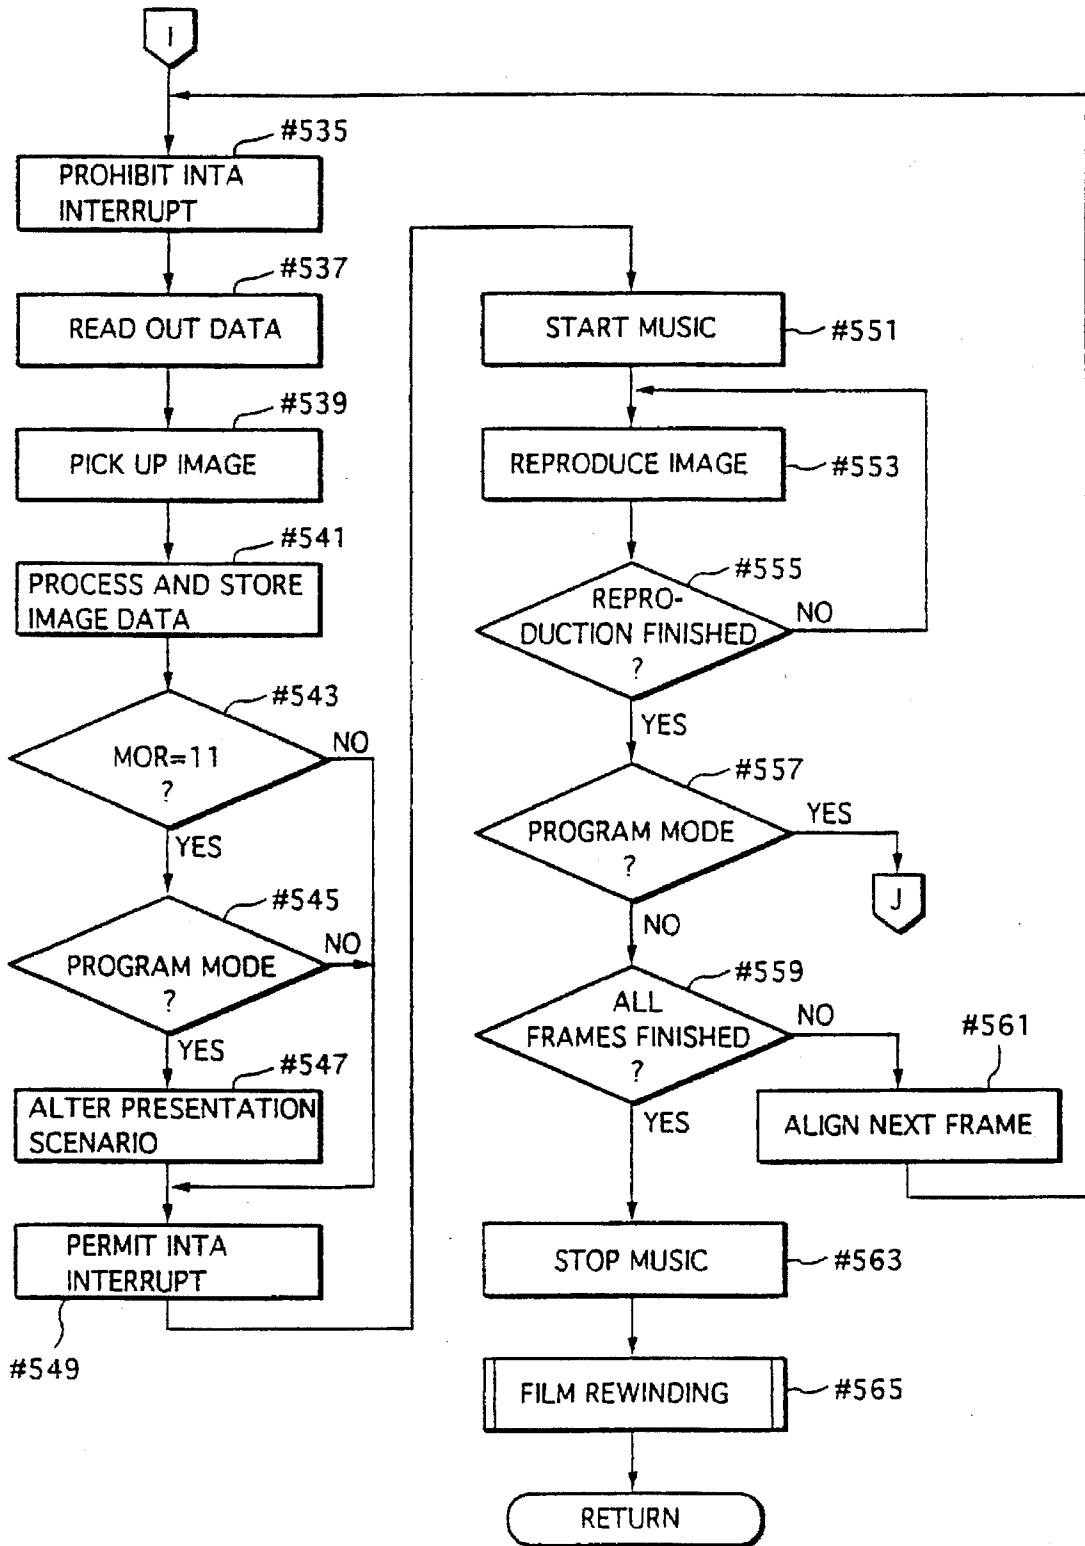 I
#535
PROHIBIT INTA
INTERRUPT
#537
READ OUT DATA
#539
PICK UP IMAGE
#541
PROCESS AND STORE
IMAGE DATA
#543
MOR=11
?
NO
YES
#545
PROGRAM MODE
?
NO
YES
#547
ALTER PRESENTATION
SCENARIO
PERMIT INTA
INTERRUPT
#549
START MUSIC
#551
REPRODUCE IMAGE
#553
#555
REPRO-
DUCTION FINISHED
?
NO
YES
#557
PROGRAM MODE
?
YES
J
NO
#559
ALL
FRAMES FINISHED
?
NO
#561
ALIGN NEXT FRAME
YES
STOP MUSIC
#563
FILM REWINDING
#565
RETURN